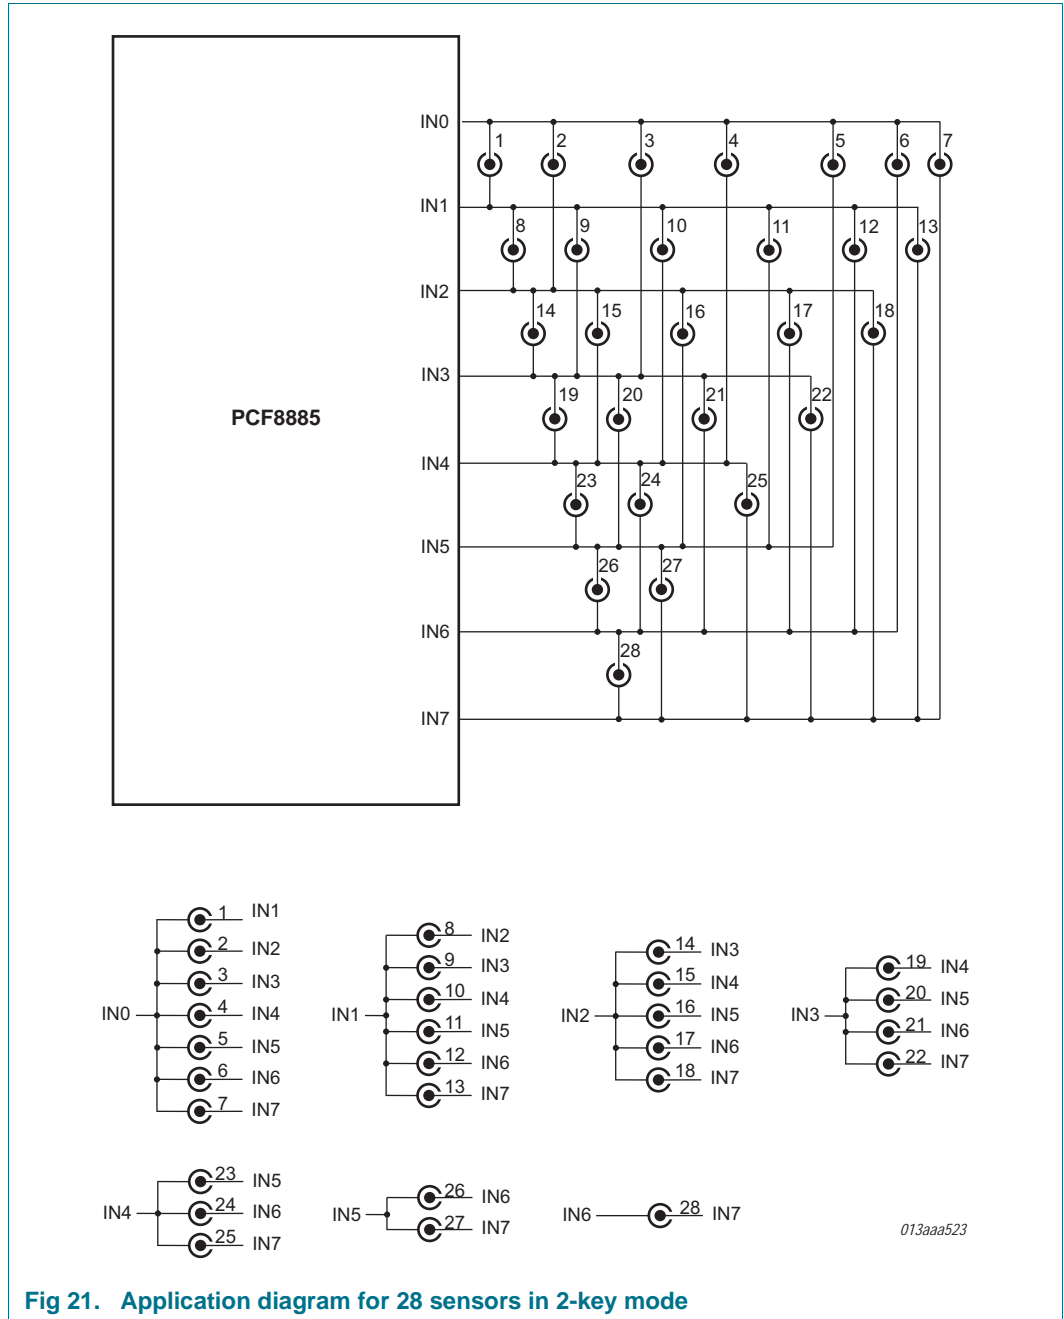 IN0
1 2 3 4 5 6 7
IN1
8 9 10 11 12 13
IN2
14 15 16 17 18
IN3
19 20 21 22
PCF8885
IN4
23 24 25
IN5
26 27
IN6
28
IN7
IN0
1 IN1
2 IN2
3 IN3
4 IN4
5 IN5
6 IN6
7 IN7
IN1
8 IN2
9 IN3
10 IN4
11 IN5
12 IN6
13 IN7
IN2
14 IN3
15 IN4
16 IN5
17 IN6
18 IN7
IN3
19 IN4
20 IN5
21 IN6
22 IN7
IN4
23 IN5
24 IN6
25 IN7
IN5
26 IN6
27 IN7
IN6 28 IN7
013aaa523
Fig 21. Application diagram for 28 sensors in 2-key mode